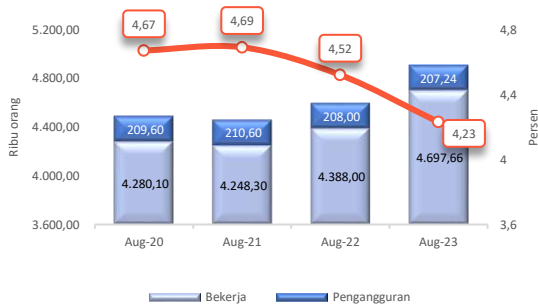 5.200,00
4.800,00
4.400,00
4.000,00
3.600,00
Ribu orang
4,67
4,69
4,52
4,23
209,60
210,60
208,00
207,24
4.280,10
4.248,30
4.388,00
4.697,66
4,8
4,4
4
3,6
Persen
Aug-20
Aug-21
Aug-22
Aug-23
Bekerja
Pengangguran